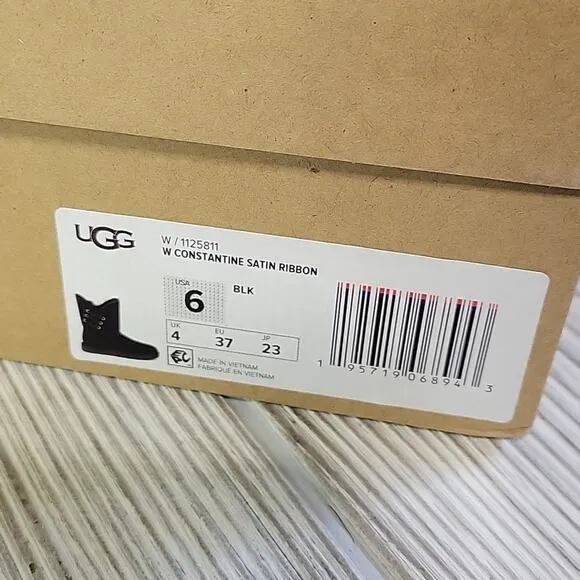 UGG
W / 1125811
W CONSTANTINE SATIN RIBBON
USA
6
BLK
UK EU JP
4 37 23
MADE IN VIETNAM
FABRIQUÉ EN VIETNAM
1 95719 06894 3